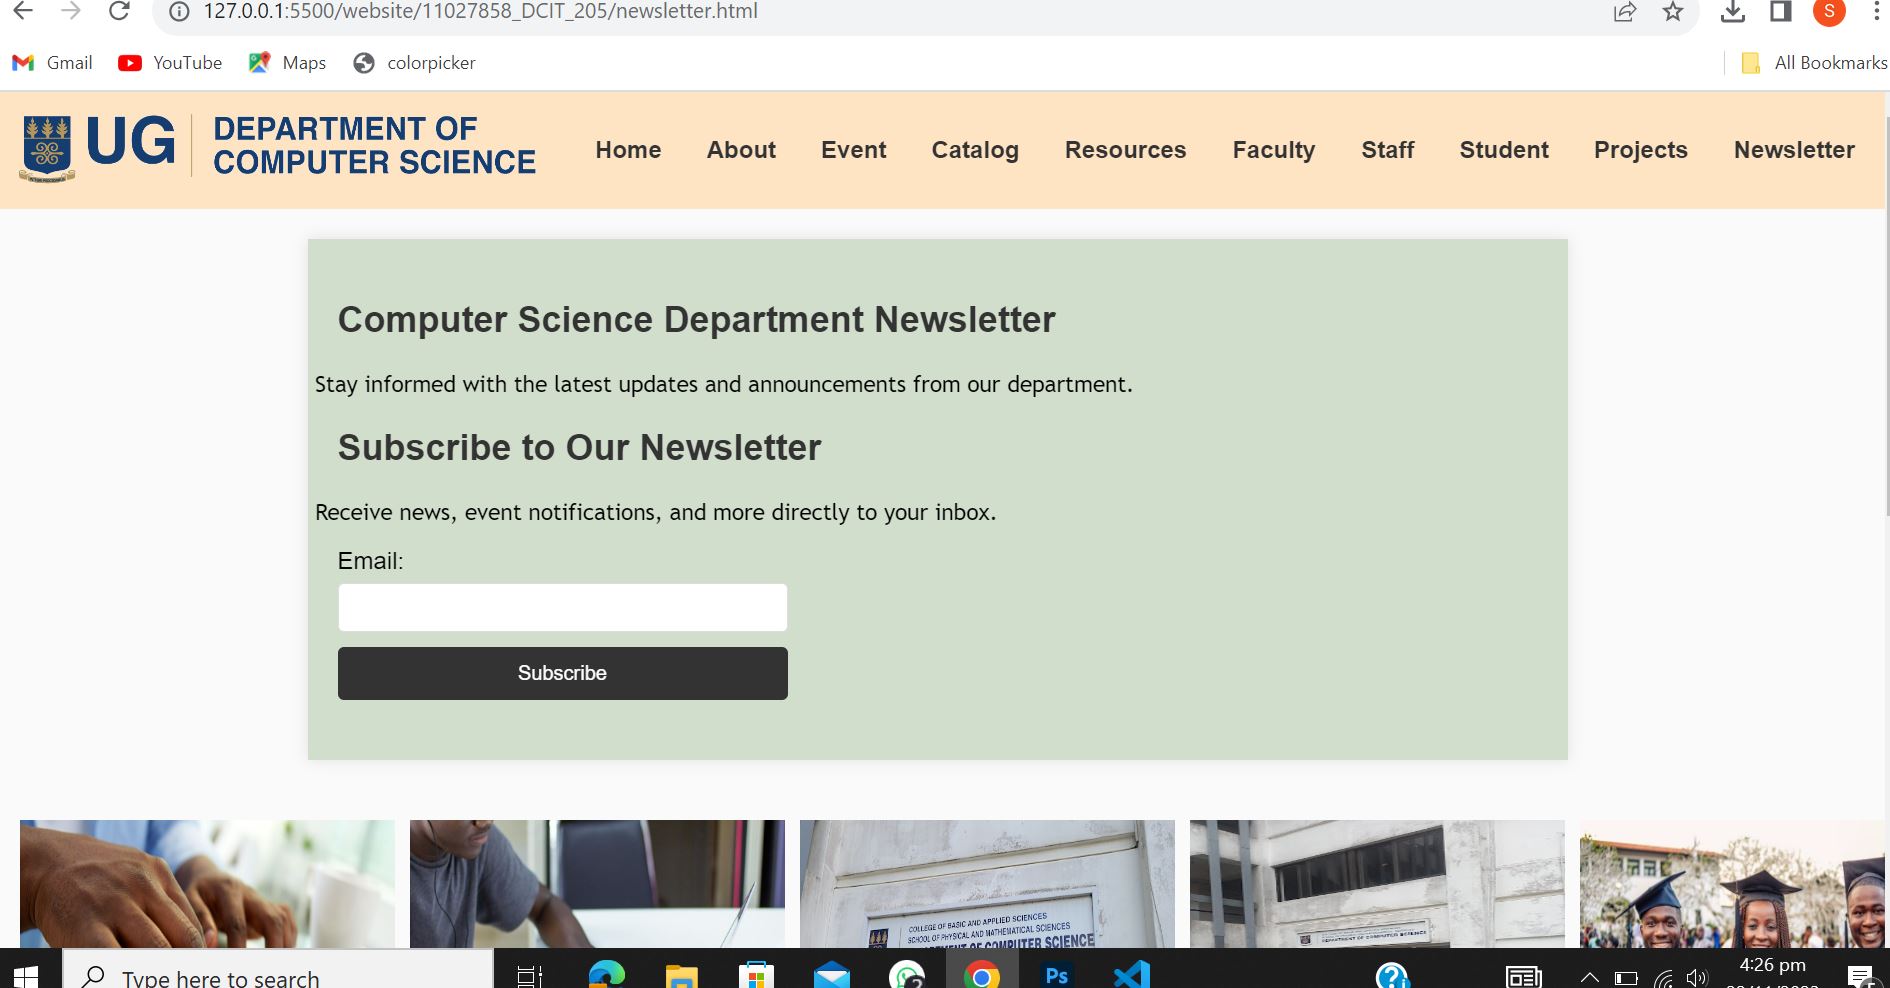 127.0.0.1:5500/website/11027858_DCIT_205/newsletter.html
S
Gmail
YouTube
Maps
colorpicker
All Bookmarks
UG
DEPARTMENT OF
COMPUTER SCIENCE
Home
About
Event
Catalog
Resources
Faculty
Staff
Student
Projects
Newsletter
Computer Science Department Newsletter
Stay informed with the latest updates and announcements from our department.
Subscribe to Our Newsletter
Receive news, event notifications, and more directly to your inbox.
Email:
Subscribe
COLLEGE OF BASIC AND APPLIED SCIENCES
SCHOOL OF PHYSICAL AND MATHEMATICAL SCIENCES
DEPARTMENT OF COMPUTER SCIENCE
DEPARTMENT OF COMPUTER SCIENCE
Type here to search
2
Ps
4:26 pm